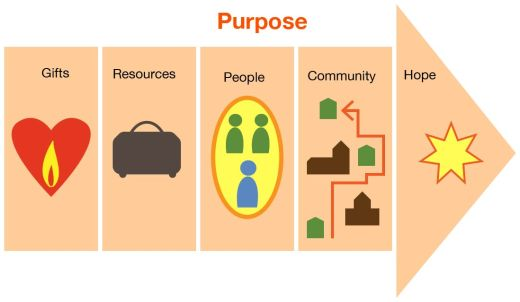 Purpose
Gifts
Resources
People
Community
Hope